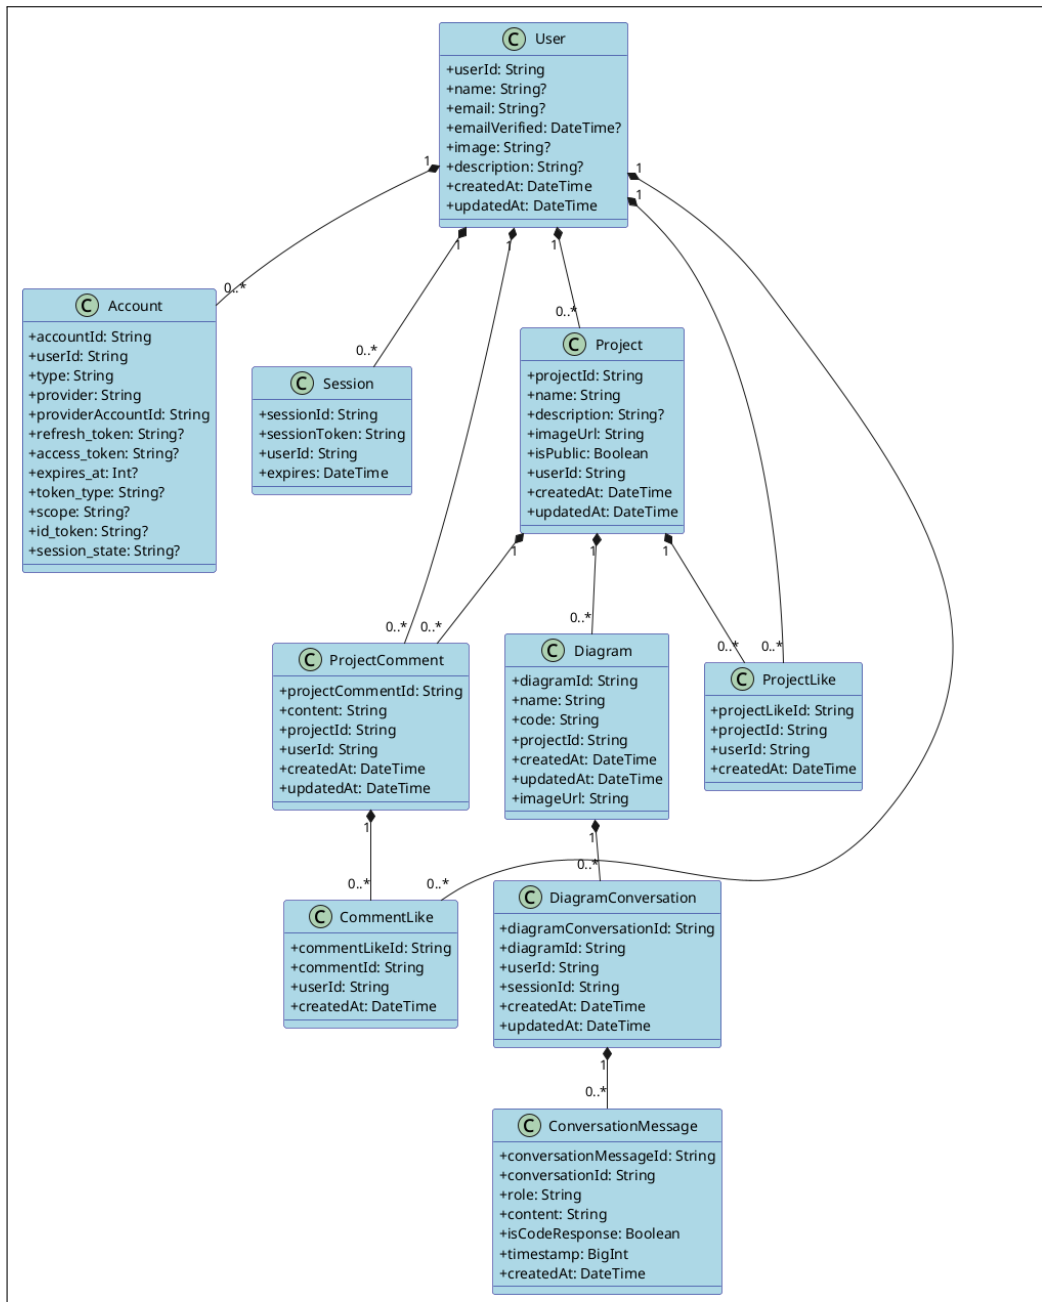 C User
+userId: String
+name: String?
+email: String?
+emailVerified: DateTime?
+image: String?
+description: String?
+createdAt: DateTime
+updatedAt: DateTime
1
1
1
1
1
1
0..*
C Account
+accountId: String
+userId: String
+type: String
+provider: String
+providerAccountId: String
+refresh_token: String?
+access_token: String?
+expires_at: Int?
+token_type: String?
+scope: String?
+id_token: String?
+session_state: String?
0..*
C Session
+sessionId: String
+sessionToken: String
+userId: String
+expires: DateTime
0..*
C Project
+projectId: String
+name: String
+description: String?
+imageUrl: String
+isPublic: Boolean
+userId: String
+createdAt: DateTime
+updatedAt: DateTime
1
1
1
0..*
0..*
C ProjectComment
+projectCommentId: String
+content: String
+projectId: String
+userId: String
+createdAt: DateTime
+updatedAt: DateTime
1
0..*
C Diagram
+diagramId: String
+name: String
+code: String
+projectId: String
+createdAt: DateTime
+updatedAt: DateTime
+imageUrl: String
1
0..*
0..*
C ProjectLike
+projectLikeId: String
+projectId: String
+userId: String
+createdAt: DateTime
0..*
0..*
C CommentLike
+commentLikeId: String
+commentId: String
+userId: String
+createdAt: DateTime
0..*
C DiagramConversation
+diagramConversationId: String
+diagramId: String
+userId: String
+sessionId: String
+createdAt: DateTime
+updatedAt: DateTime
1
0..*
C ConversationMessage
+conversationMessageId: String
+conversationId: String
+role: String
+content: String
+isCodeResponse: Boolean
+timestamp: BigInt
+createdAt: DateTime